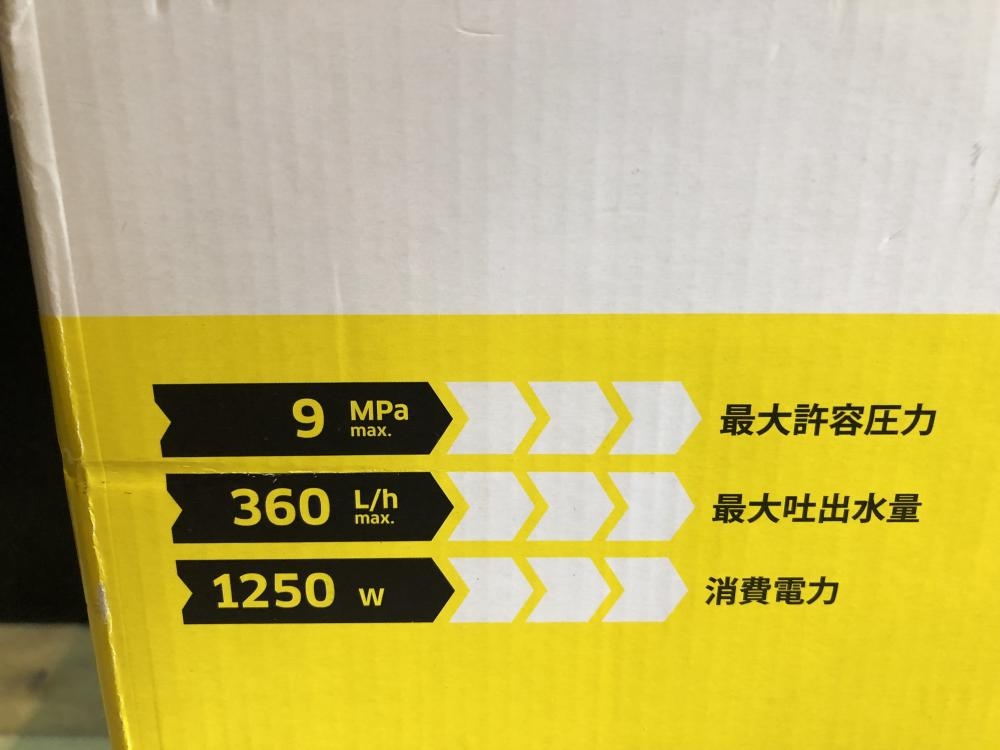 9 MPa max. 最大許容圧力
360 L/h max. 最大吐出水量
1250 W 消費電力